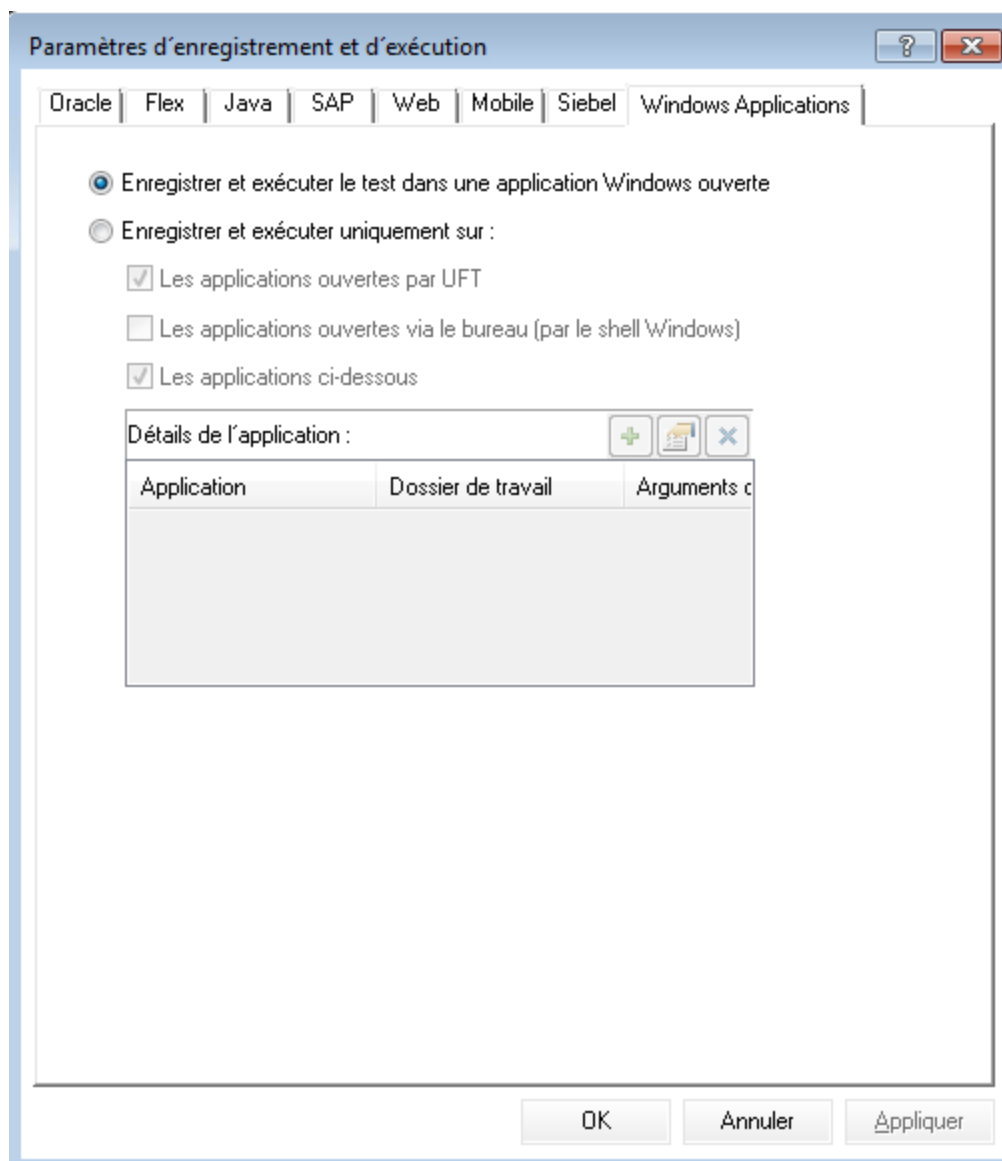 Paramètres d´enregistrement et d´exécution
Oracle Flex Java SAP Web Mobile Siebel Windows Applications
Enregistrer et exécuter le test dans une application Windows ouverte
Enregistrer et exécuter uniquement sur :
Les applications ouvertes par UFT
Les applications ouvertes via le bureau (par le shell Windows)
Les applications ci-dessous
Détails de l´application :
Application Dossier de travail Arguments
OK Annuler Appliquer